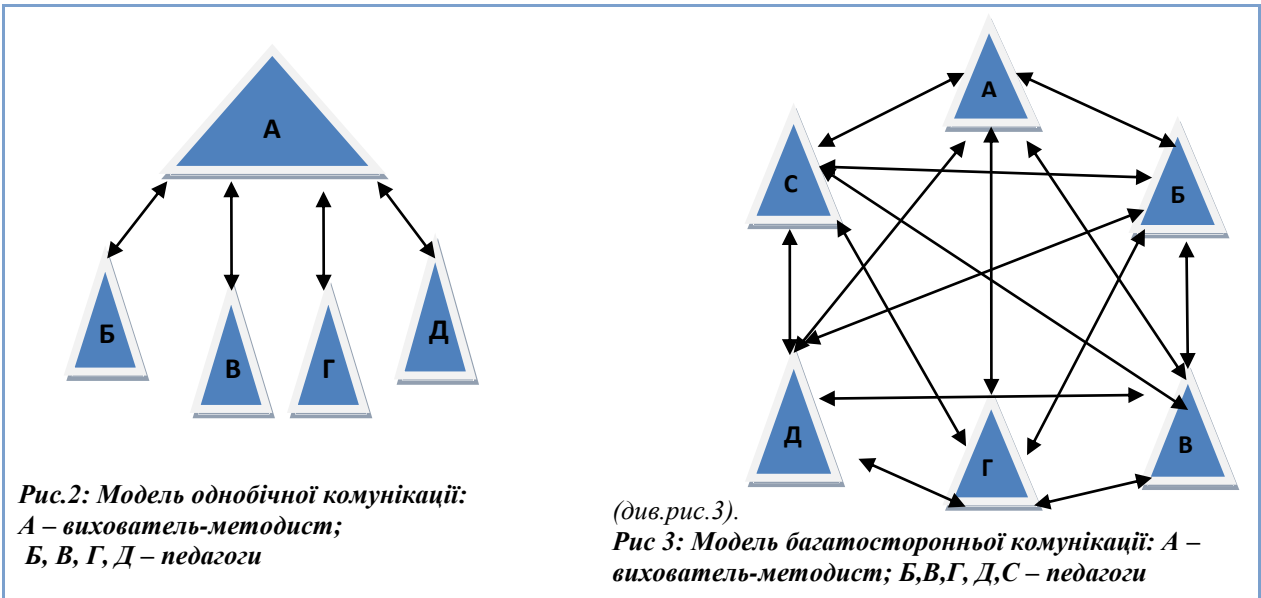 А
Б
В
Г
Д
Рис.2: Модель однобічної комунікації:
А – вихователь-методист;
Б, В, Г, Д – педагоги
А
С
Б
Д
Г
В
(див.рис.3).
Рис 3: Модель багатосторонньої комунікації: А –
вихователь-методист; Б,В,Г, Д,С – педагоги